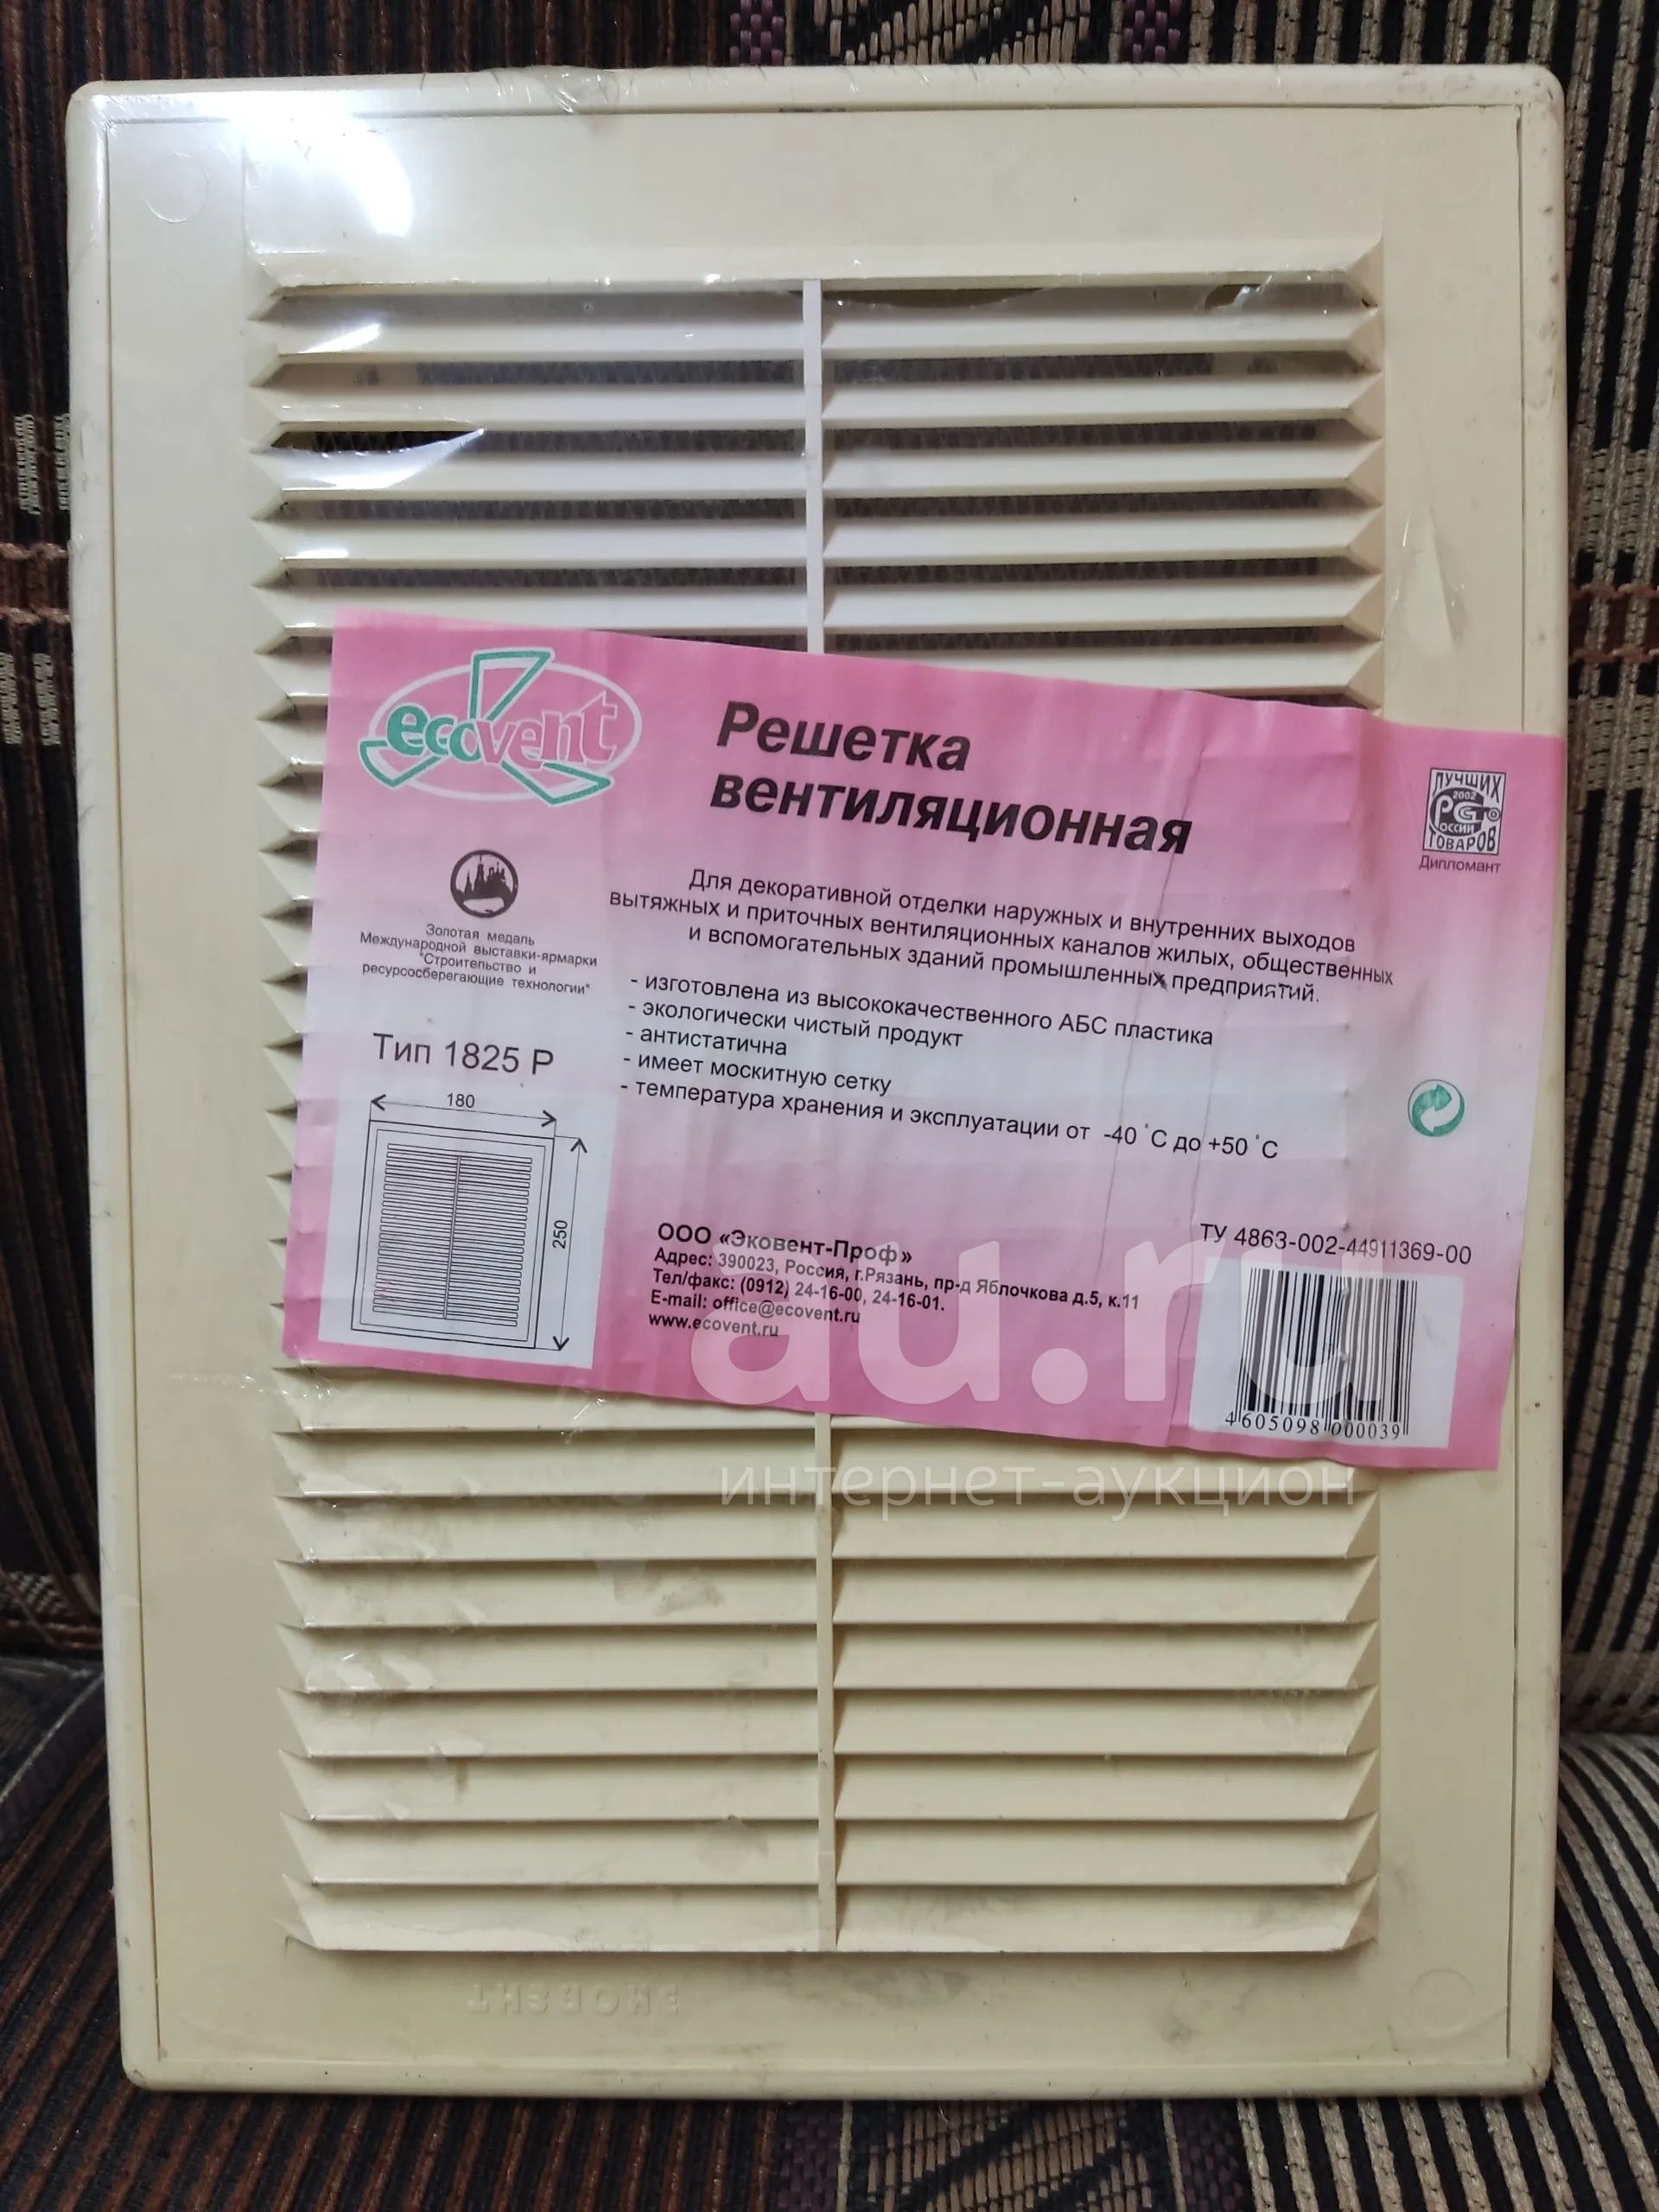 ecovent
Решетка
вентиляционная
ЛУЧШИХ
2002
РОССИИ
ТОВАРОВ
Дипломант
Золотая медаль
Международной выставки-ярмарки
"Строительство и
ресурсосберегающие технологии"
Для декоративной отделки наружных и внутренних выходов
вытяжных и приточных вентиляционных каналов жилых, общественных
и вспомогательных зданий промышленных предприятий.
- изготовлена из высококачественного АБС пластика
- экологически чистый продукт
- антистатична
- имеет москитную сетку
- температура хранения и эксплуатации от -40 °С до +50 °С
Тип 1825 Р
180
250
ООО «Эковент-Проф»
Адрес: 390023, Россия, г.Рязань, пр-д Яблочкова д.5, к.11
Тел/факс: (0912) 24-16-00, 24-16-01.
E-mail: office@ecovent.ru
www.ecovent.ru
ТУ 4863-002-44911369-00
4 605098 000039
au.ru
интернет-аукцион
ЭКОВЕНТ